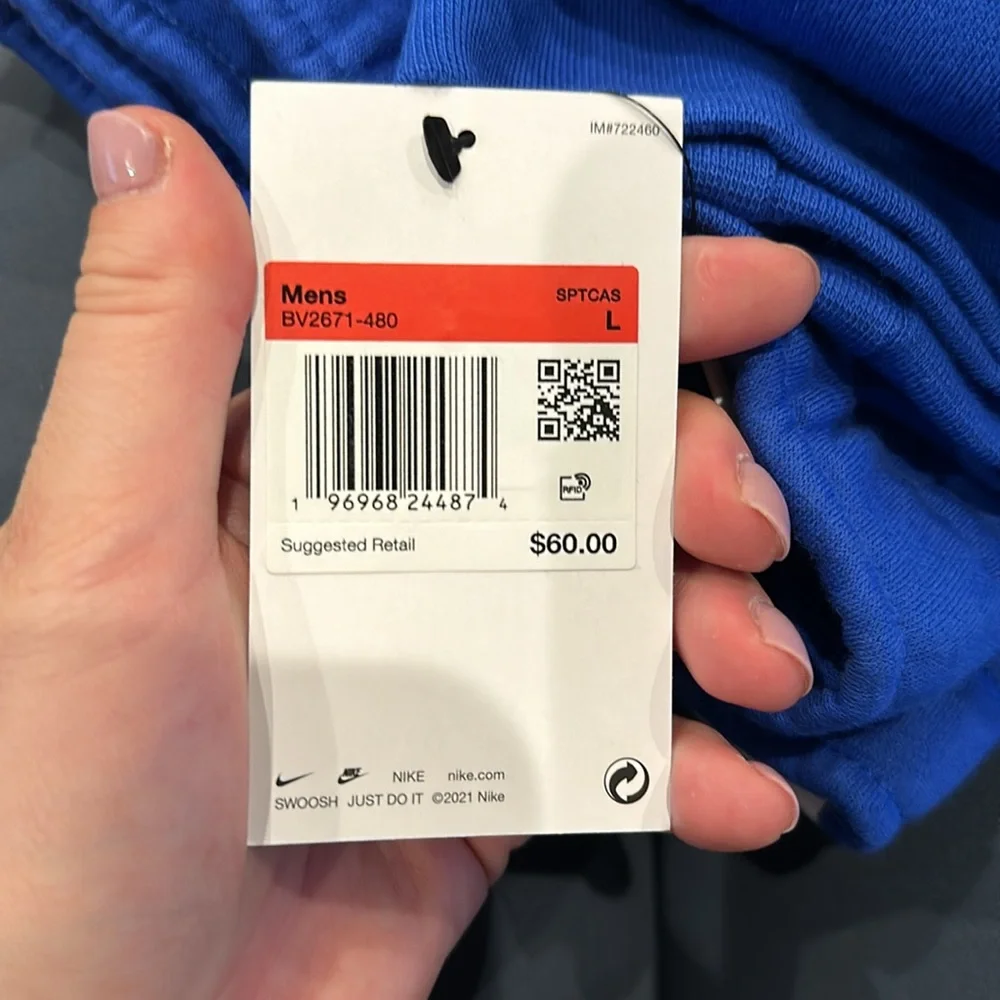 IM#722460
Mens SPTCAS
BV2671-480 L
1 96968 24487 4
RFID
Suggested Retail $60.00
NIKE NIKE nike.com
SWOOSH JUST DO IT ©2021 Nike